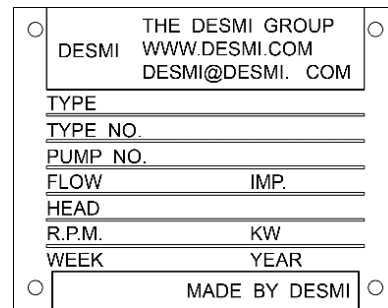 THE DESMI GROUP
DESMI WWW.DESMI.COM
DESMI@DESMI. COM
TYPE
TYPE NO.
PUMP NO.
FLOW IMP.
HEAD
R.P.M. KW
WEEK YEAR
MADE BY DESMI